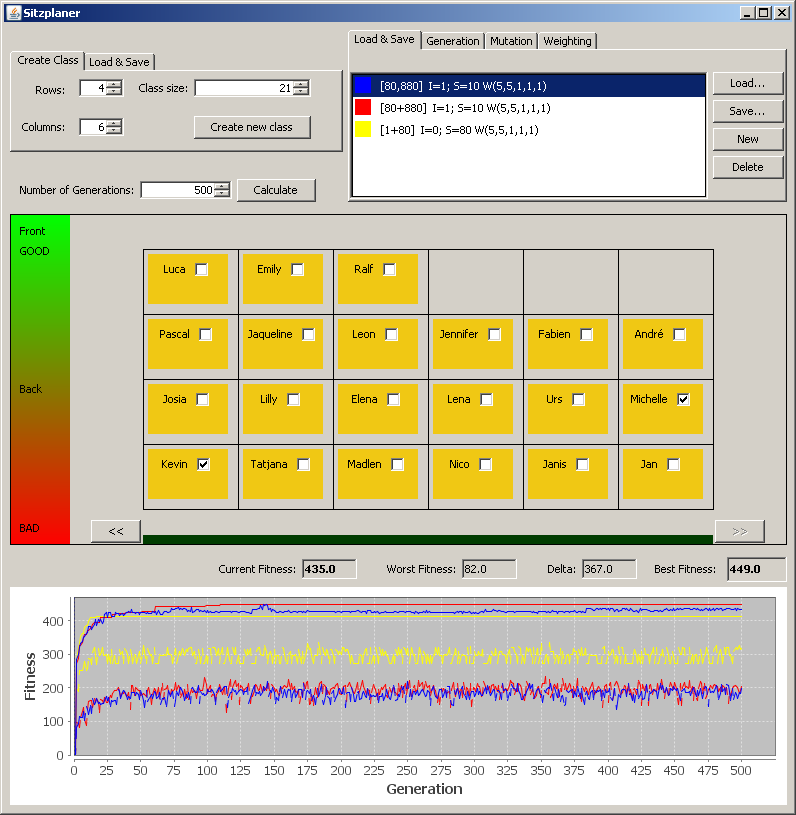 Sitzplaner
Create Class Load & Save
Rows: 4 Class size: 21
Columns: 6 Create new class
Number of Generations: 500 Calculate
Load & Save Generation Mutation Weighting
[80,880] I=1; S=10 W(5,5,1,1,1)
[80+880] I=1; S=10 W(5,5,1,1,1)
[1+80] I=0; S=80 W(5,5,1,1,1)
Load...
Save...
New
Delete
Front
GOOD
Back
BAD
Luca Emily Ralf
Pascal Jaqueline Leon Jennifer Fabien André
Josia Lilly Elena Lena Urs Michelle
Kevin Tatjana Madlen Nico Janis Jan
<< >>
Current Fitness: 435.0 Worst Fitness: 82.0 Delta: 367.0 Best Fitness: 449.0
Fitness
400
300
200
100
0
0 25 50 75 100 125 150 175 200 225 250 275 300 325 350 375 400 425 450 475 500
Generation